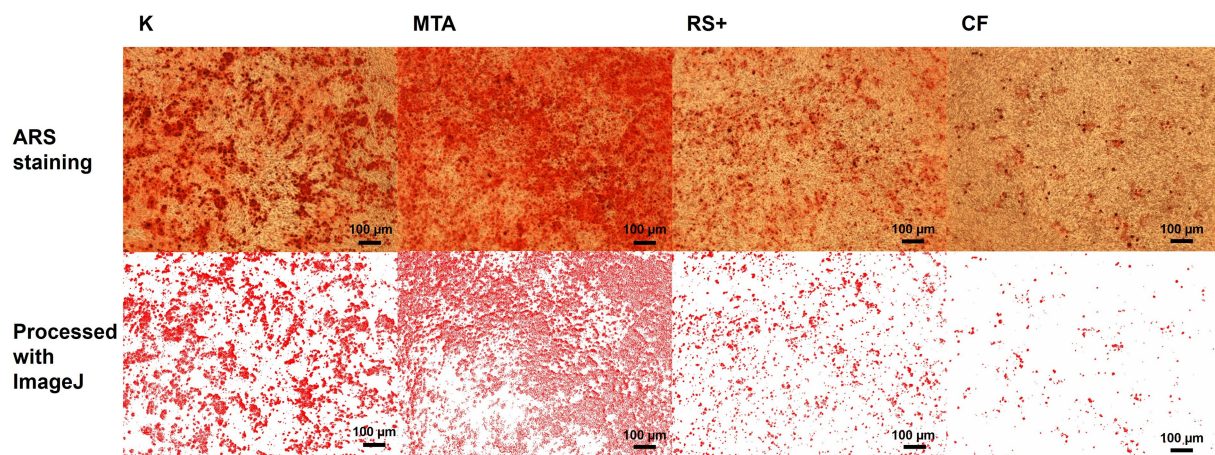 K
MTA
RS+
CF
ARS
staining
100 µm
100 µm
100 µm
100 µm
Processed
with
ImageJ
100 µm
100 µm
100 µm
100 µm